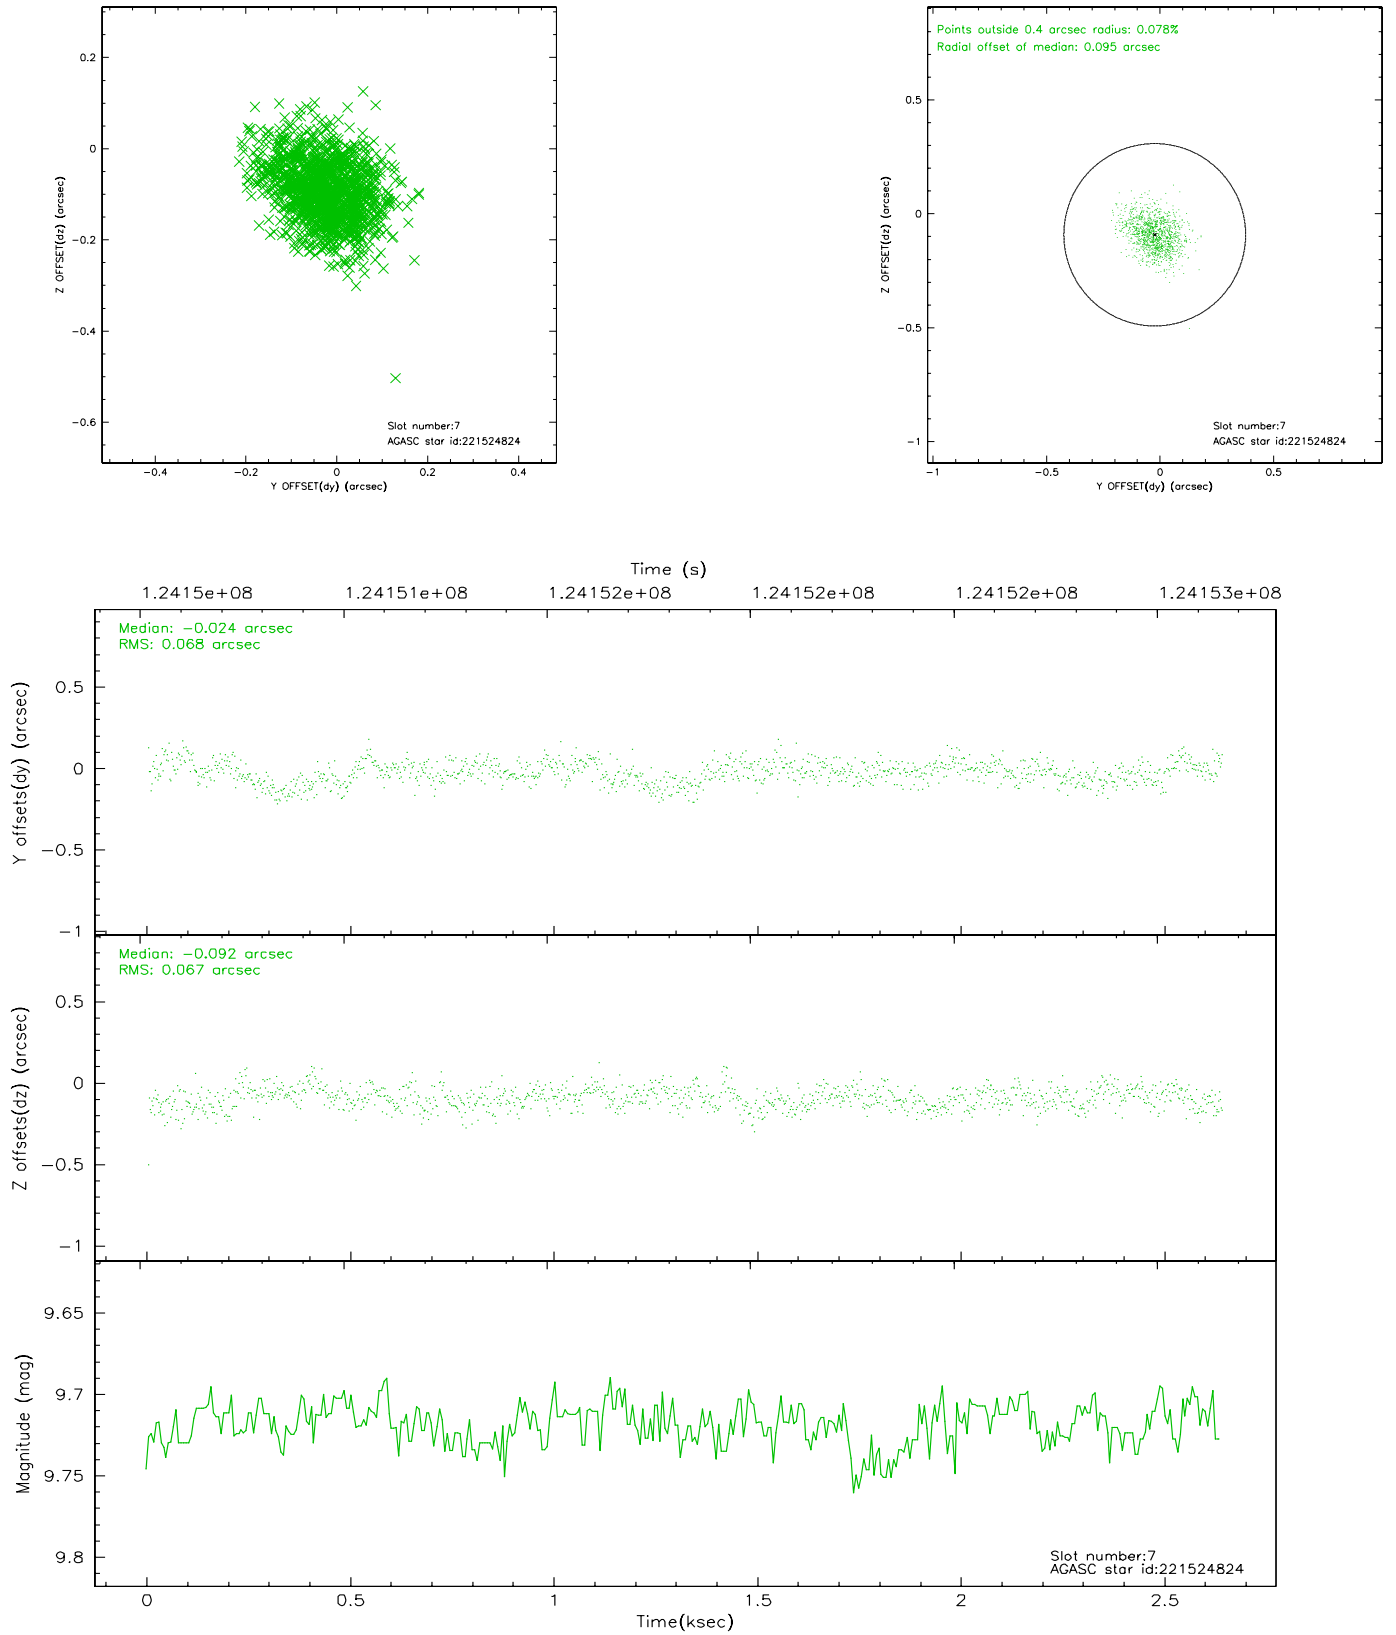 0.2
0
-0.2
-0.4
-0.6
Z OFFSET(dz) (arcsec)
Slot number:7
AGASC star id:221524824
-0.4
-0.2
0
0.2
0.4
Y OFFSET(dy) (arcsec)
Points outside 0.4 arcsec radius: 0.078%
Radial offset of median: 0.095 arcsec
0.5
0
-0.5
-1
Z OFFSET(dz) (arcsec)
Slot number:7
AGASC star id:221524824
-1
-0.5
0
0.5
Y OFFSET(dy) (arcsec)
Time (s)
1.2415e+08
1.24151e+08
1.24152e+08
1.24152e+08
1.24152e+08
1.24153e+08
Median: -0.024 arcsec
RMS: 0.068 arcsec
0.5
0
-0.5
-1
Y offsets(dy) (arcsec)
Median: -0.092 arcsec
RMS: 0.067 arcsec
0.5
0
-0.5
-1
Z offsets(dz) (arcsec)
9.65
9.7
9.75
9.8
Magnitude (mag)
Slot number:7
AGASC star id:221524824
0
0.5
1
1.5
2
2.5
Time(ksec)